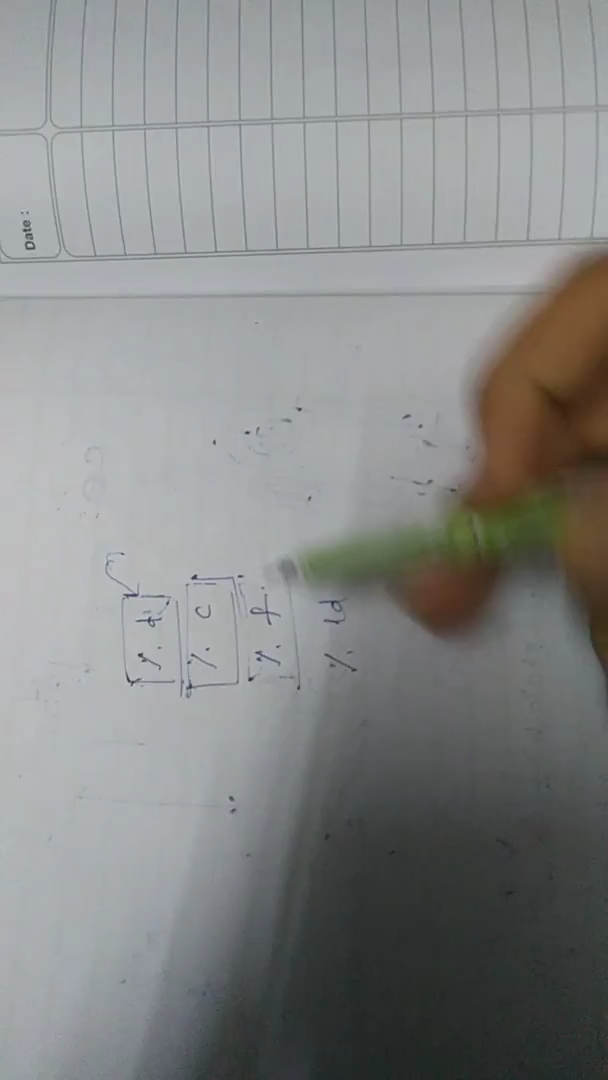 Date :
%. d
%. c
%. f
%. ld